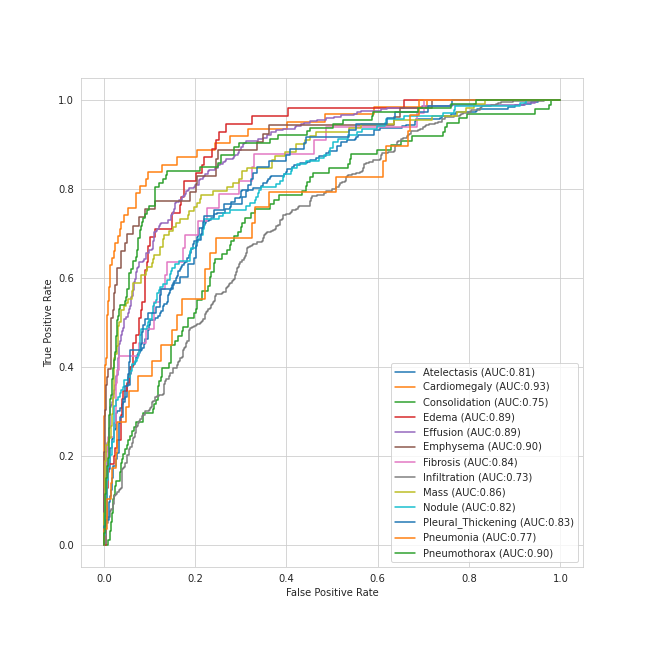 1.0
0.8
0.6
0.4
0.2
0.0
True Positive Rate
Atelectasis (AUC:0.81)
Cardiomegaly (AUC:0.93)
Consolidation (AUC:0.75)
Edema (AUC:0.89)
Effusion (AUC:0.89)
Emphysema (AUC:0.90)
Fibrosis (AUC:0.84)
Infiltration (AUC:0.73)
Mass (AUC:0.86)
Nodule (AUC:0.82)
Pleural_Thickening (AUC:0.83)
Pneumonia (AUC:0.77)
Pneumothorax (AUC:0.90)
0.0 0.2 0.4 0.6 0.8 1.0
False Positive Rate